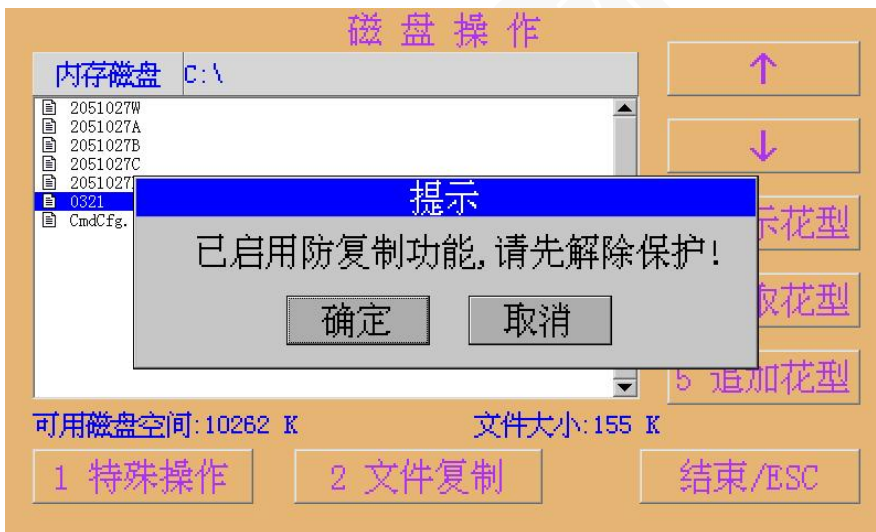 磁盘操作
内存磁盘 C:\
↑
2051027W
2051027A
2051027B
2051027C
2051027
0321
CmdCfg.
↓
提示
已启用防复制功能,请先解除保护!
确定 取消
示花型
取花型
5 追加花型
可用磁盘空间:10262 K 文件大小:155 K
1 特殊操作 2 文件复制 结束/ESC